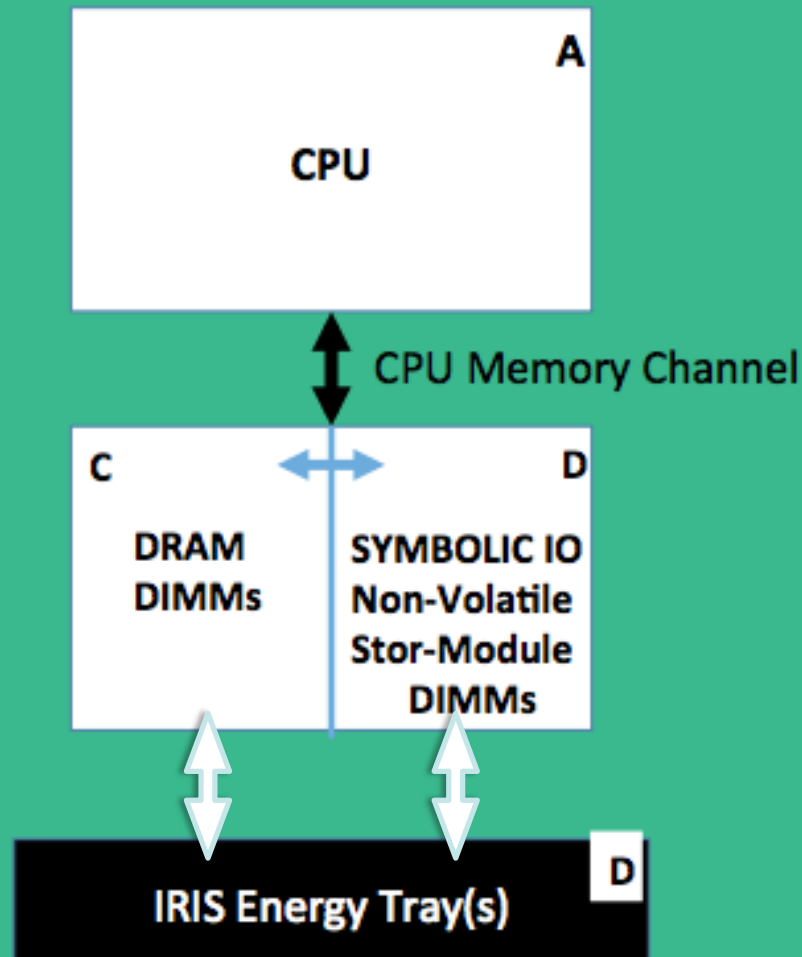 A
CPU
CPU Memory Channel
C
D
DRAM
DIMMs
SYMBOLIC IO
Non-Volatile
Stor-Module
DIMMs
D
IRIS Energy Tray(s)